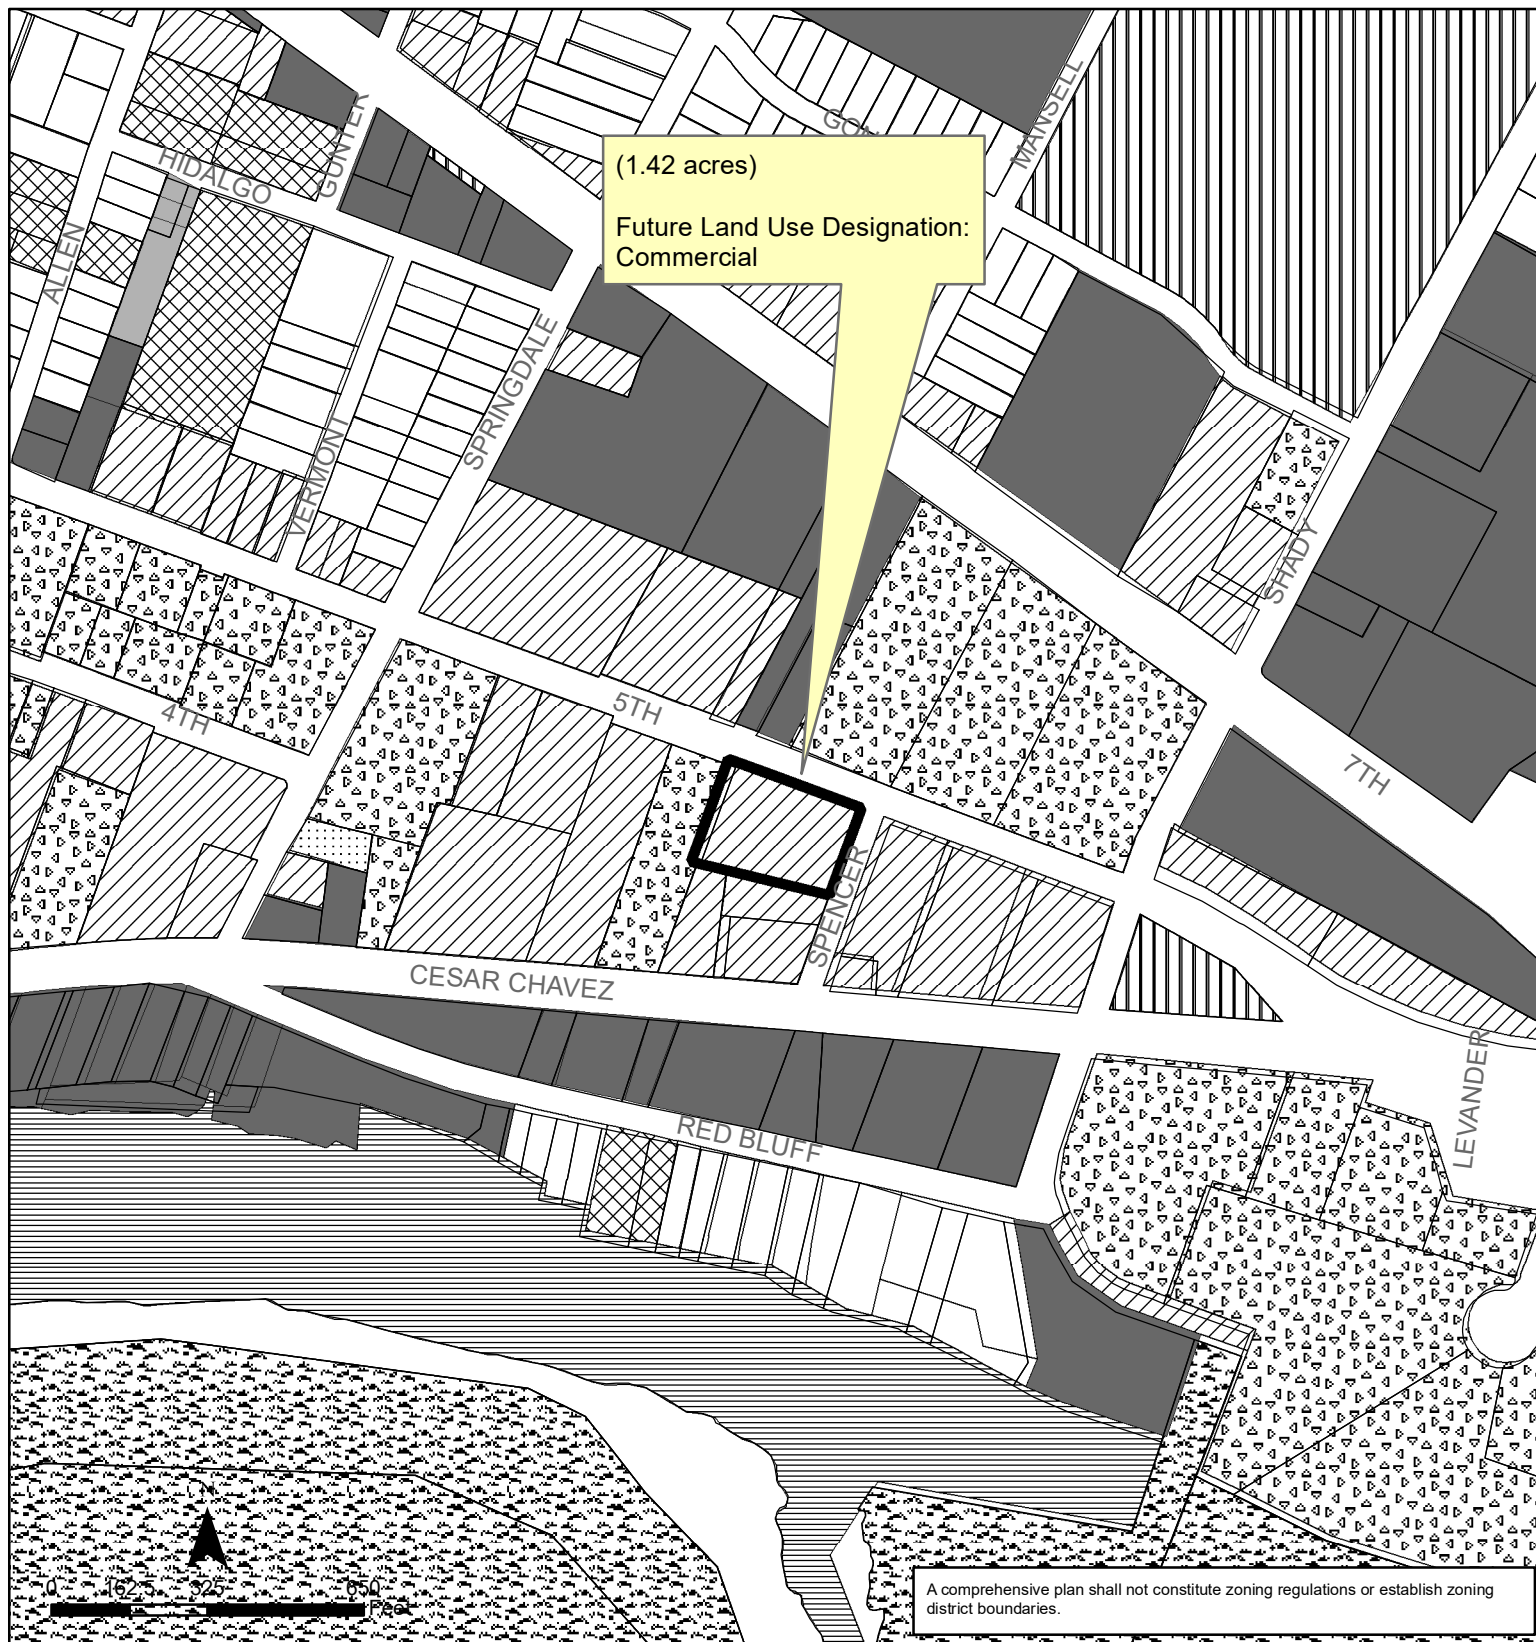 MANSELL
GON
(1.42 acres)
Future Land Use Designation:
Commercial
HIDALGO
GUNTER
ALLEN
SPRINGDALE
VERMONT
SHADY
5TH
4TH
7TH
SPENCER
CESAR CHAVEZ
LEVANDER
RED BLUFF
N
0 162.5 325 650
Feet
A comprehensive plan shall not constitute zoning regulations or establish zoning
district boundaries.